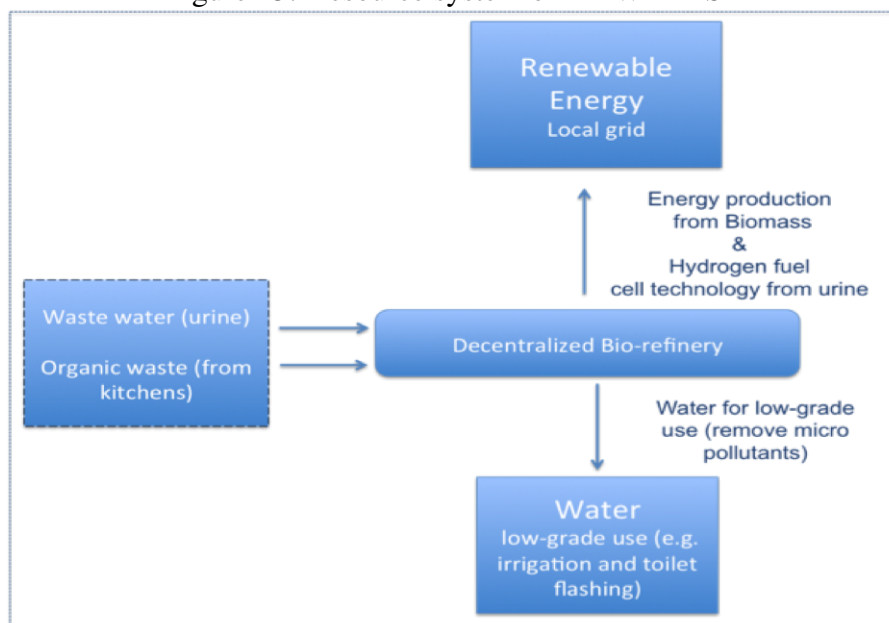 Renewable
Energy
Local grid
Energy production
from Biomass
&
Hydrogen fuel
cell technology from urine
Waste water (urine)
Organic waste (from
kitchens)
Decentralized Bio-refinery
Water for low-grade
use (remove micro
pollutants)
Water
low-grade use (e.g.
irrigation and toilet
flashing)